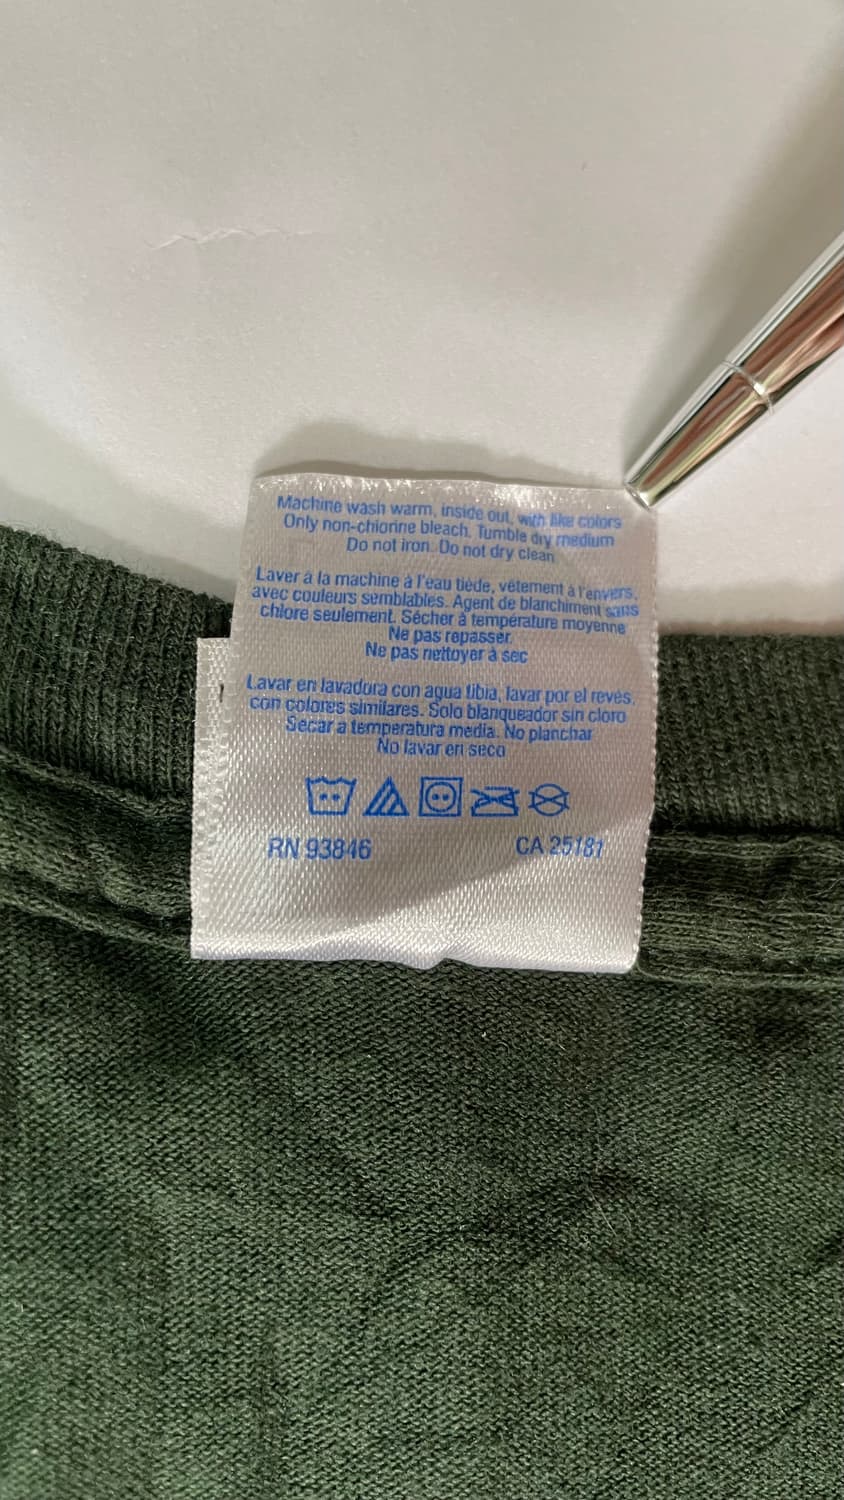 Machine wash warm, inside out, with like colors
Only non-chlorine bleach. Tumble dry medium
Do not iron. Do not dry clean
Laver à la machine à l'eau tiède, vêtement à l'envers,
avec couleurs semblables. Agent de blanchiment sans
chlore seulement. Sécher à température moyenne
Ne pas repasser.
Ne pas nettoyer à sec
Lavar en lavadora con agua tibia, lavar por el revés,
con colores similares. Solo blanqueador sin cloro
Secar a temperatura media. No planchar
No lavar en seco
RN 93846 CA 25181